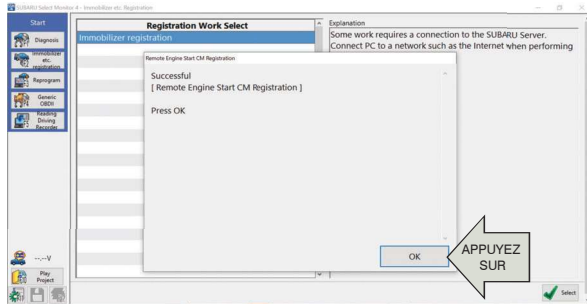 SUBARU Select Monitor 4 - Immobilizer etc. Registration
Start
Diagnosis
Immobilizer
etc.
registration
Reprogram
Generic
OBDII
Reading
Driving
Recorder
--.--V
Play
Project
Registration Work Select
Immobilizer registration
Explanation
Some work requires a connection to the SUBARU Server.
Connect PC to a network such as the Internet when performing
Remote Engine Start CM Registration
Successful
[ Remote Engine Start CM Registration ]
Press OK
OK
APPUYEZ
SUR
Select